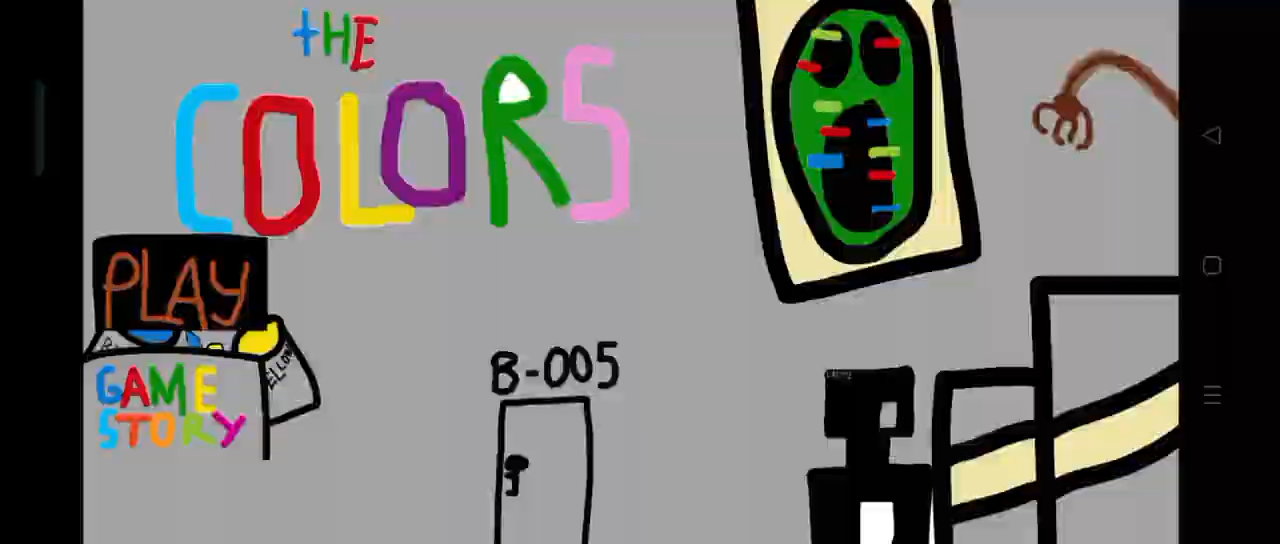 tHE
COLORS
PLAY
GAME
STORY
B-005